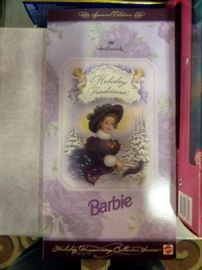 Special Edition
Hallmark
Holiday
Traditions
Barbie
Holiday Homecoming Collector Series